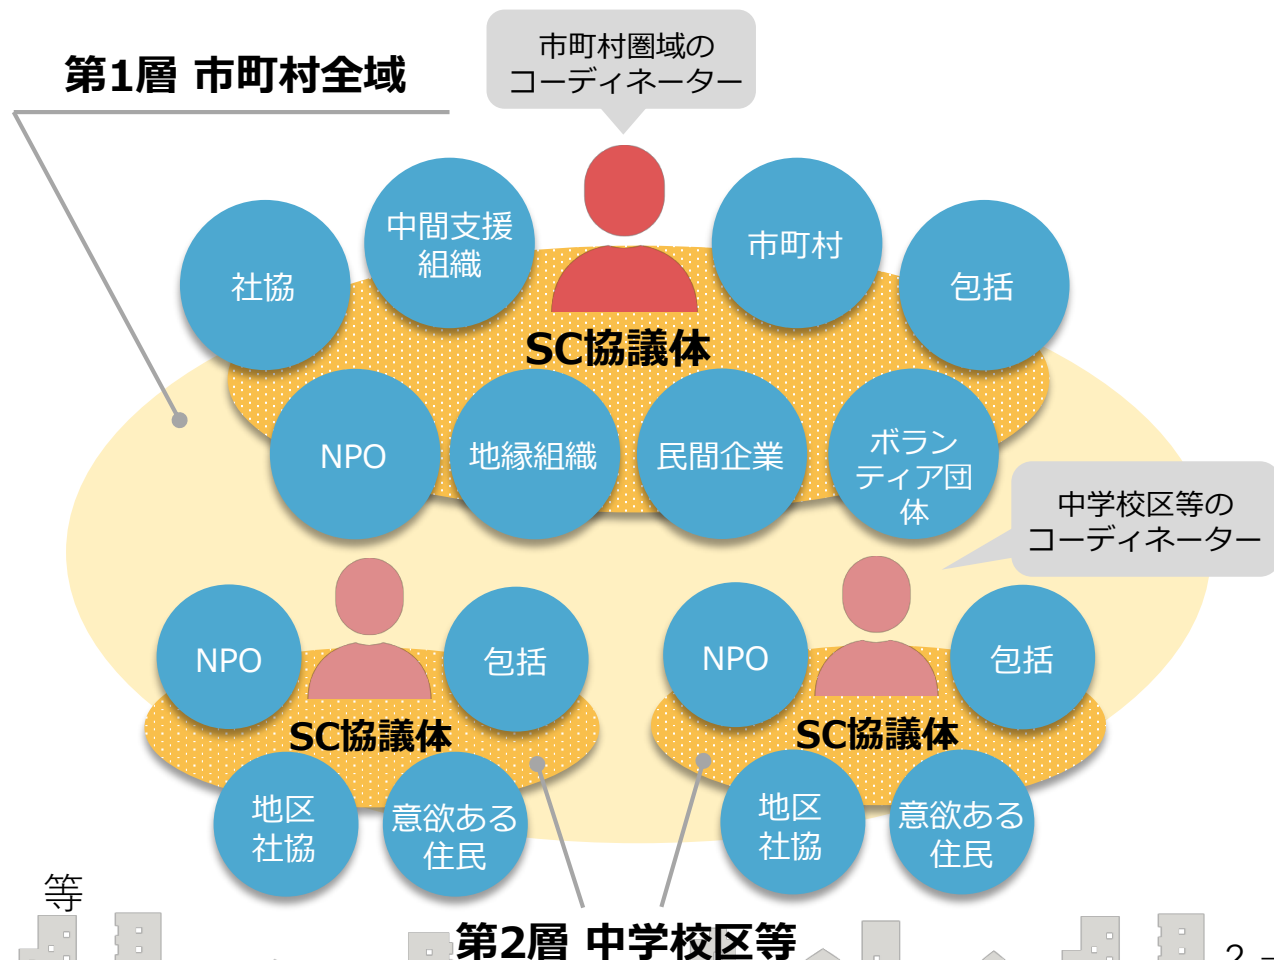 市町村圏域の
コーディネーター
第1層 市町村全域
社協
中間支援
組織
市町村
包括
SC協議体
NPO
地縁組織
民間企業
ボラン
ティア団
体
中学校区等の
コーディネーター
NPO
包括
SC協議体
地区
社協
意欲ある
住民
NPO
包括
SC協議体
地区
社協
意欲ある
住民
等
第2層 中学校区等